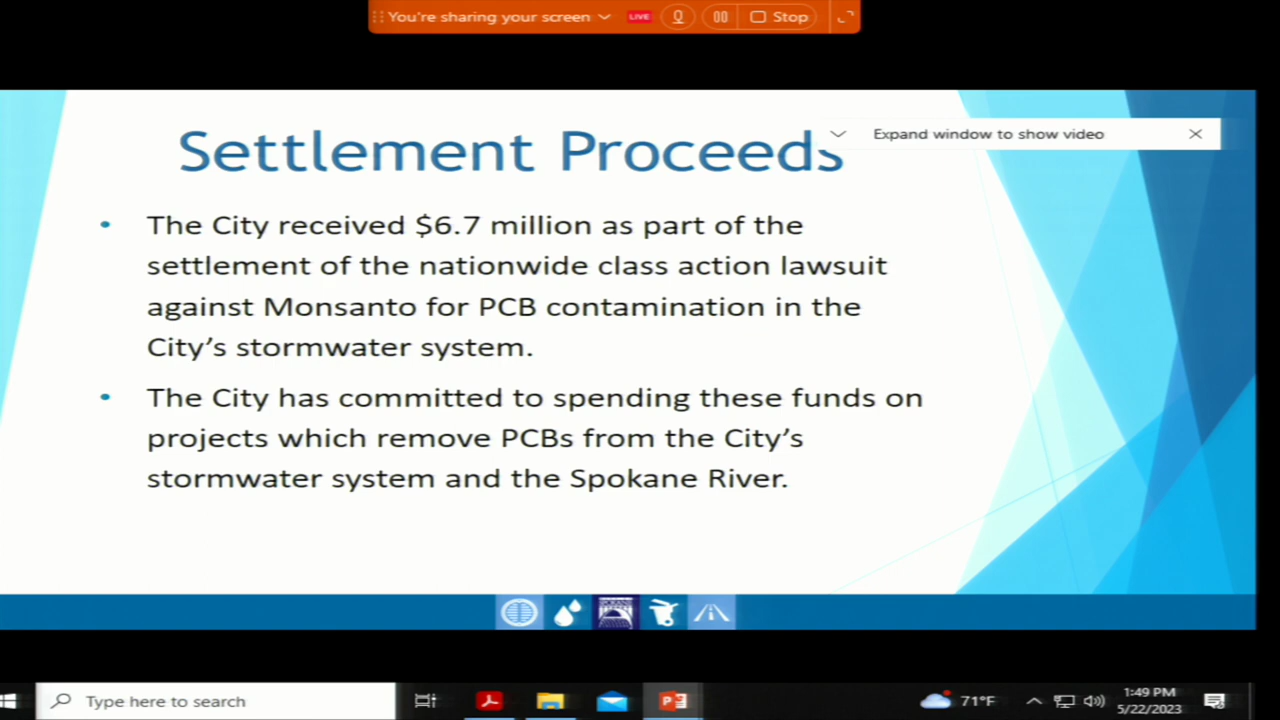 You're sharing your screen
LIVE
Stop
Settlement Proceeds
Expand window to show video
• The City received $6.7 million as part of the
settlement of the nationwide class action lawsuit
against Monsanto for PCB contamination in the
City's stormwater system.
• The City has committed to spending these funds on
projects which remove PCBs from the City's
stormwater system and the Spokane River.
Type here to search
71°F
1:49 PM
5/22/2023